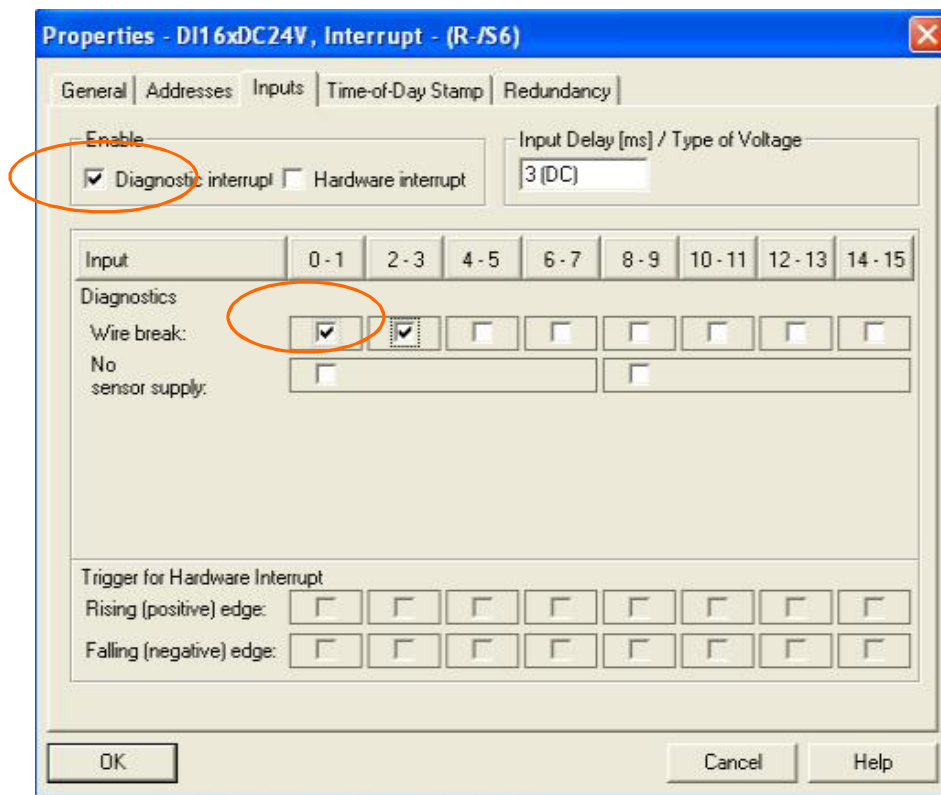 Properties - DI16xDC24V, Interrupt - (R-/S6)
General Addresses Inputs Time-of-Day Stamp Redundancy
Enable Input Delay [ms] / Type of Voltage
Diagnostic interrupt Hardware interrupt 3 (DC)
Input 0 - 1 2 - 3 4 - 5 6 - 7 8 - 9 10 - 11 12 - 13 14 - 15
Diagnostics
Wire break:
No
sensor supply:
Trigger for Hardware Interrupt
Rising (positive) edge:
Falling (negative) edge:
OK Cancel Help